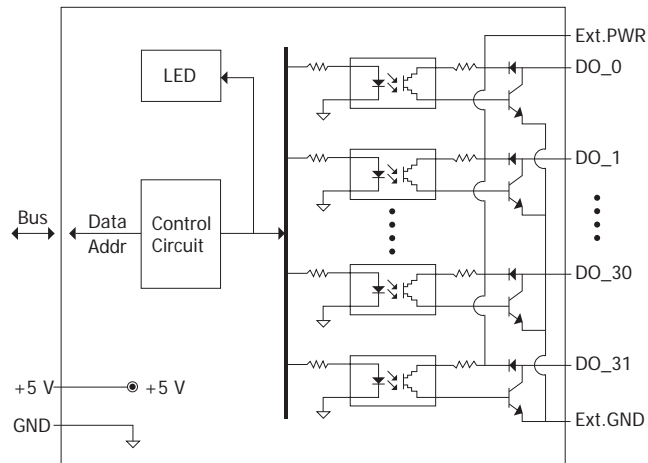 Ext.PWR
LED
DO_0
DO_1
Bus
Data
Addr
Control
Circuit
DO_30
DO_31
+5 V
+5 V
GND
Ext.GND